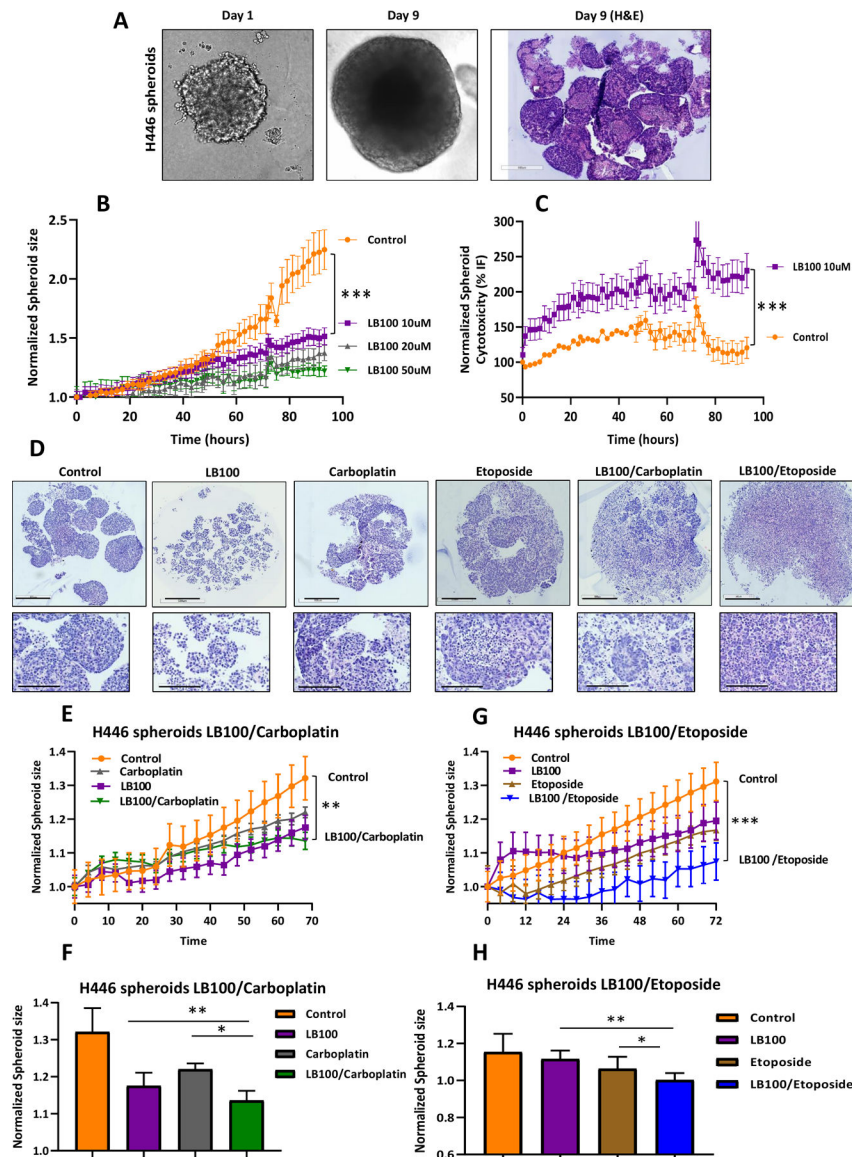 A
Day 1
Day 9
Day 9 (H&E)
H446 spheroids
B
Normalized Spheroid size
2.5
2.0
1.5
1.0
0
20
40
60
80
100
Time (hours)
Control
***
LB100 10uM
LB100 20uM
LB100 50uM
C
Normalized Spheroid
Cytotoxicity (% IF)
300
250
200
150
100
50
0
20
40
60
80
100
Time (hours)
LB100 10uM
***
Control
D
Control
LB100
Carboplatin
Etoposide
LB100/Carboplatin
LB100/Etoposide
E
H446 spheroids LB100/Carboplatin
Normalized Spheroid size
1.4
1.3
1.2
1.1
1.0
0
10
20
30
40
50
60
70
Time
Control
Carboplatin
LB100
LB100/Carboplatin
Control
**
LB100/Carboplatin
G
H446 spheroids LB100/Etoposide
Normalized Spheroid size
1.4
1.3
1.2
1.1
1.0
0
12
24
36
48
60
72
Time
Control
LB100
Etoposide
LB100 /Etoposide
Control
***
LB100 /Etoposide
F
H446 spheroids LB100/Carboplatin
Normalized Spheroid size
1.4
1.3
1.2
1.1
1.0
**
*
Control
LB100
Carboplatin
LB100/Carboplatin
H
H446 spheroids LB100/Etoposide
Normalized Spheroid size
1.4
1.2
1.0
0.8
0.6
**
*
Control
LB100
Etoposide
LB100/Etoposide